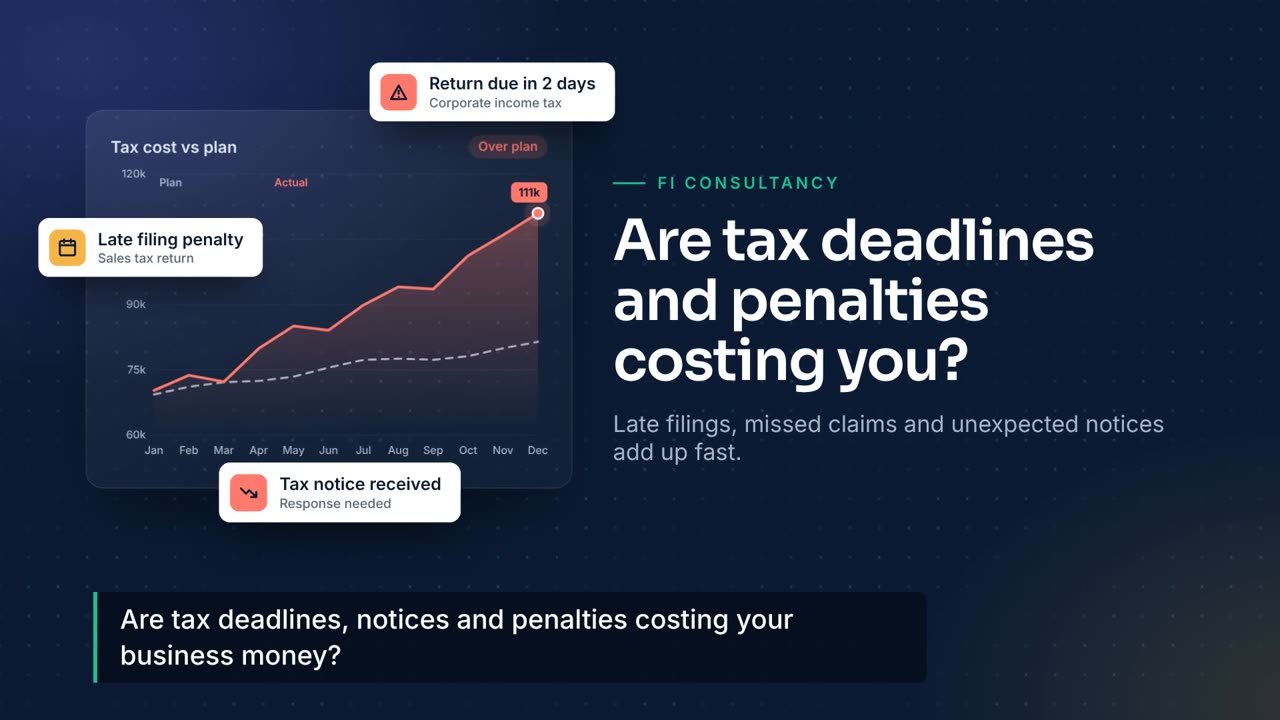 Return due in 2 days
Corporate income tax
Tax cost vs plan
Over plan
120k
Plan
Actual
111k
Late filing penalty
Sales tax return
90k
75k
60k
Jan Feb Mar Apr May Jun Jul Aug Sep Oct Nov Dec
Tax notice received
Response needed
FI CONSULTANCY
Are tax deadlines
and penalties
costing you?
Late filings, missed claims and unexpected notices
add up fast.
Are tax deadlines, notices and penalties costing your
business money?